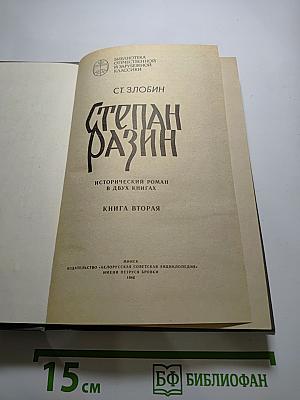 БИБЛИОТЕКА
ОТЕЧЕСТВЕННОЙ
И ЗАРУБЕЖНОЙ
КЛАССИКИ
СТ. ЗЛОБИН
СТЕПАН
РАЗИН
ИСТОРИЧЕСКИЙ РОМАН
В ДВУХ КНИГАХ
КНИГА ВТОРАЯ
МИНСК
ИЗДАТЕЛЬСТВО «БЕЛОРУССКАЯ СОВЕТСКАЯ ЭНЦИКЛОПЕДИЯ»
ИМЕНИ ПЕТРУСЯ БРОВКИ
15 см
БФ БИБЛИОФАН